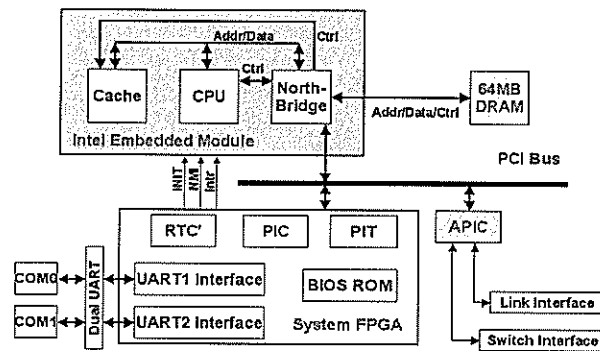 Addr/Data
Ctrl
Ctrl
Cache
CPU
North-
Bridge
64MB
DRAM
Addr/Data/Ctrl
Intel Embedded Module
PCI Bus
INIT
NMI
Intr
RTC'
PIC
PIT
APIC
COM0
Dual UART
UART1 Interface
BIOS ROM
Link Interface
COM1
UART2 Interface
System FPGA
Switch Interface